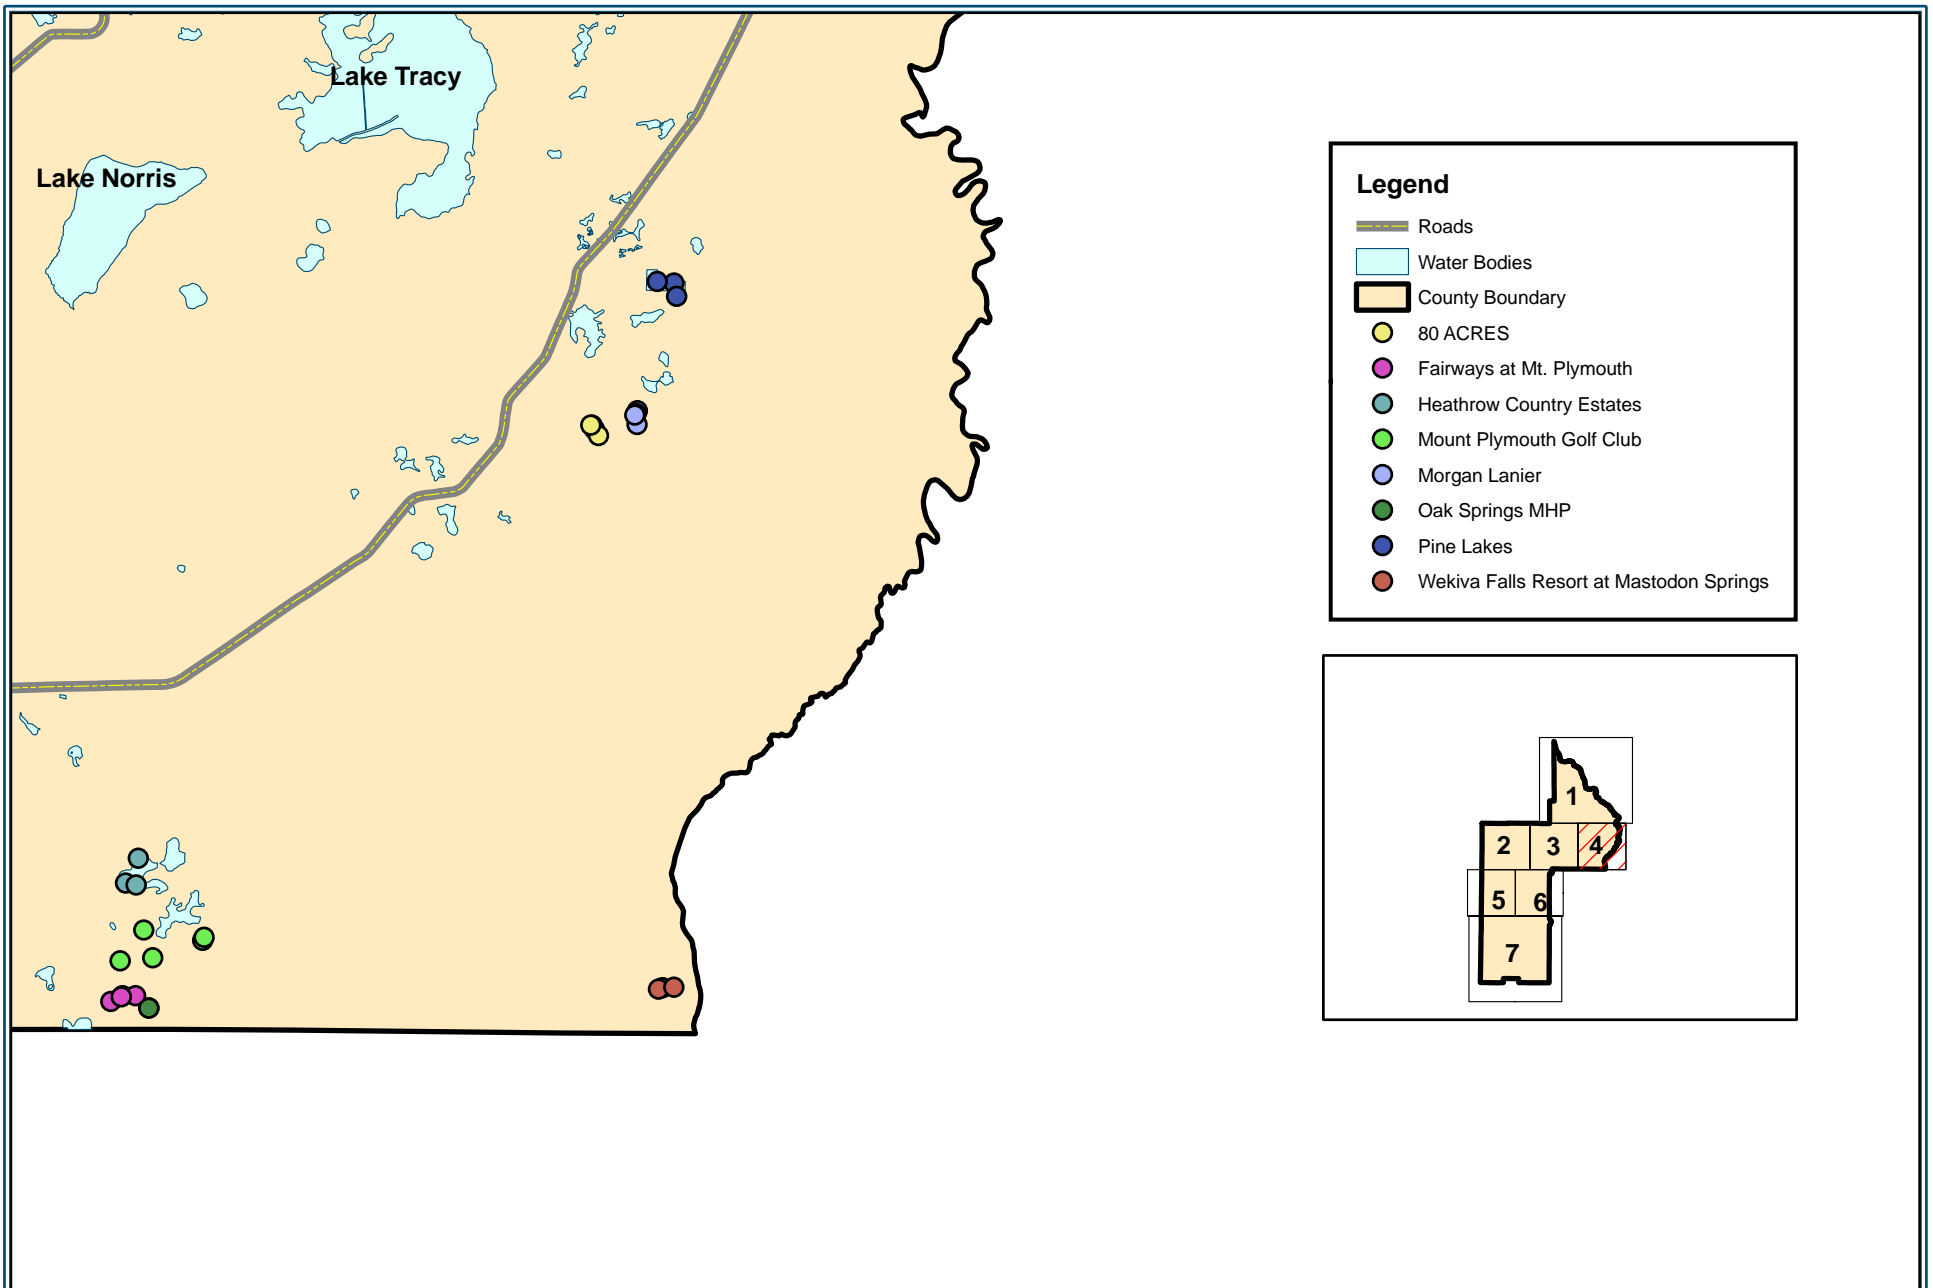 Lake Tracy
Lake Norris
Legend
Roads
Water Bodies
County Boundary
80 ACRES
Fairways at Mt. Plymouth
Heathrow Country Estates
Mount Plymouth Golf Club
Morgan Lanier
Oak Springs MHP
Pine Lakes
Wekiva Falls Resort at Mastodon Springs
1
2 3 4
5 6
7